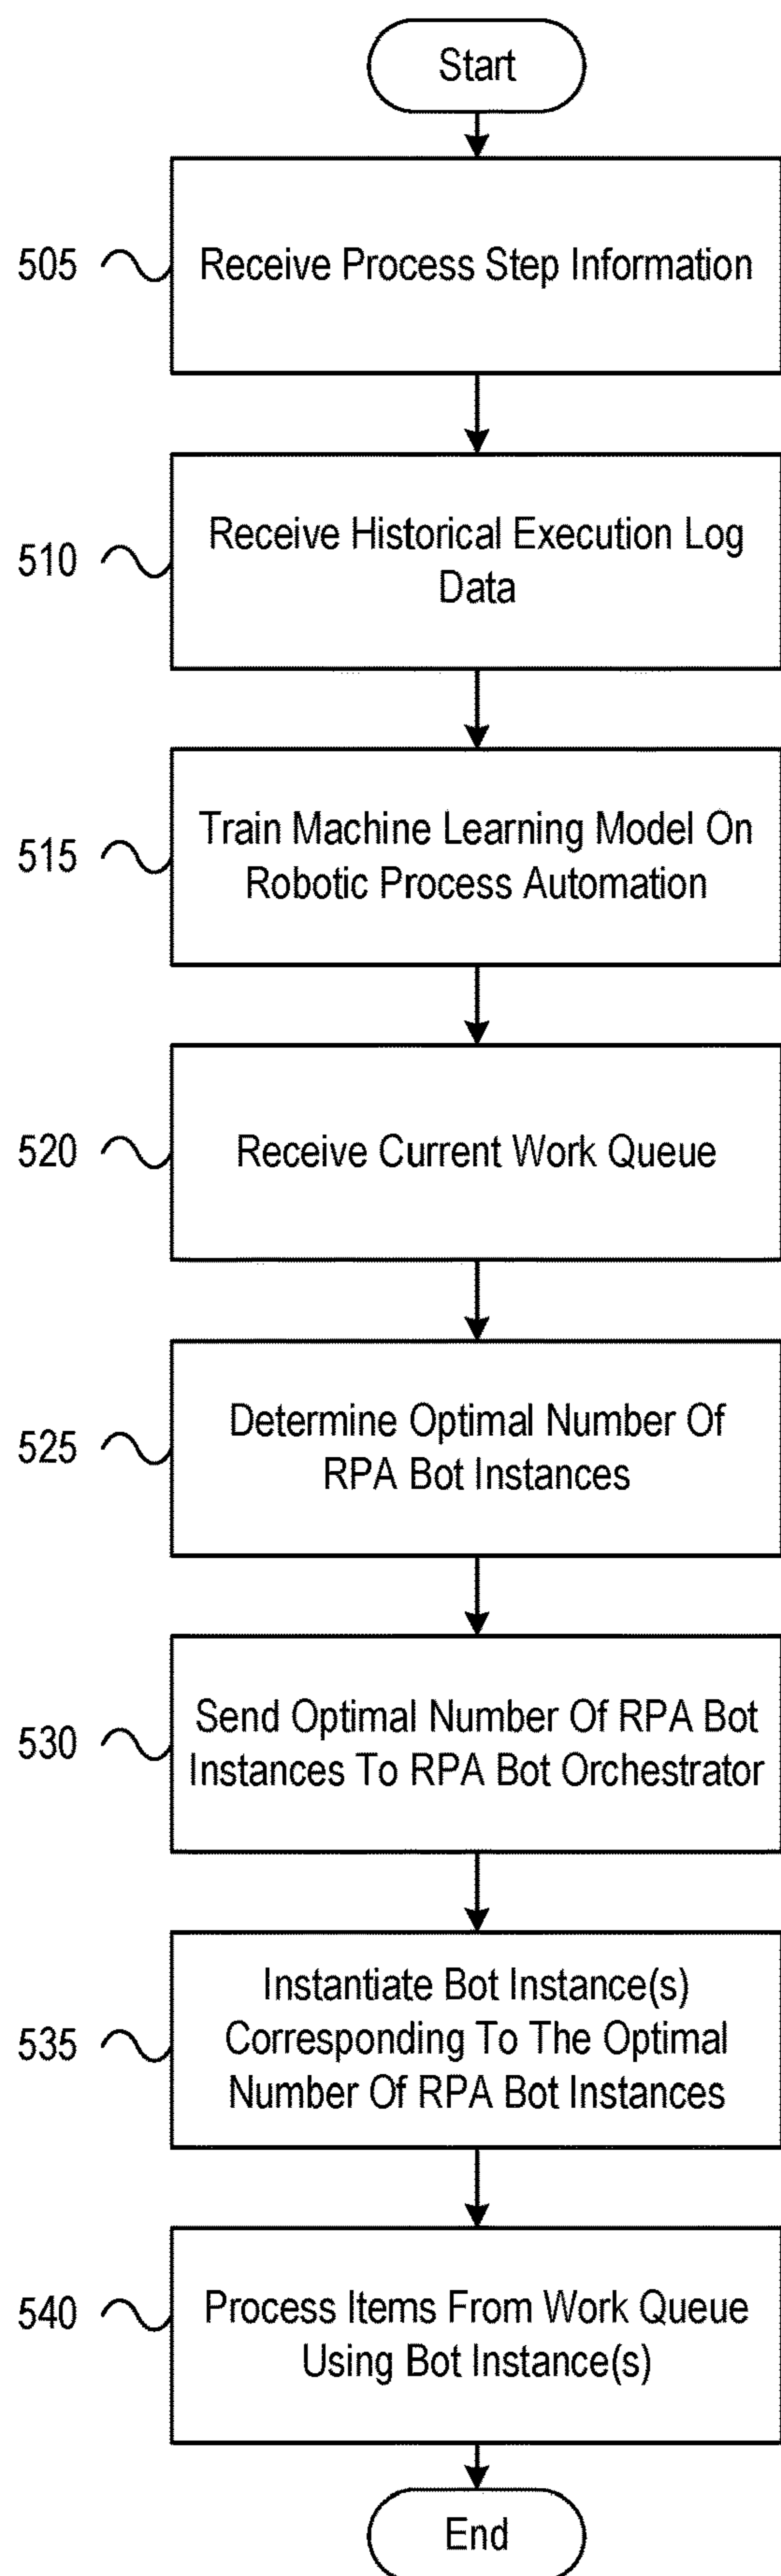 Start
505
Receive Process Step Information
510
Receive Historical Execution Log
Data
515
Train Machine Learning Model On
Robotic Process Automation
520
Receive Current Work Queue
525
Determine Optimal Number Of
RPA Bot Instances
530
Send Optimal Number Of RPA Bot
Instances To RPA Bot Orchestrator
535
Instantiate Bot Instance(s)
Corresponding To The Optimal
Number Of RPA Bot Instances
540
Process Items From Work Queue
Using Bot Instance(s)
End